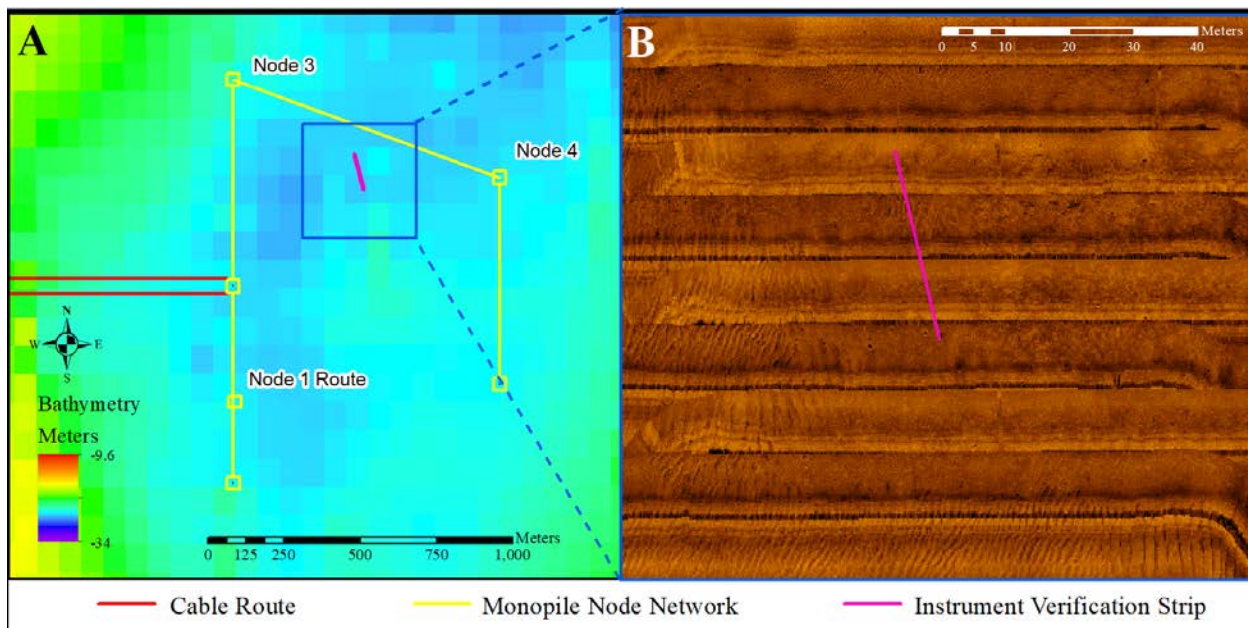 A
Node 3
Node 4
N
W E
S
Node 1 Route
Bathymetry
Meters
-9.6
-34
Meters
0 125 250 500 750 1,000
B
Meters
0 5 10 20 30 40
Cable Route
Monopile Node Network
Instrument Verification Strip